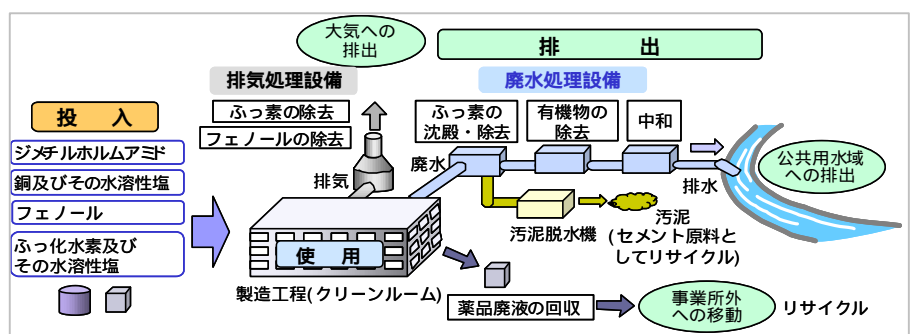 大気への
排出
排　出
排気処理設備
廃水処理設備
投　入
ふっ素の除去
フェノールの除去
ふっ素の
沈殿・除去
有機物の
除去
中和
ジメチルホルムアミド
銅及びその水溶性塩
フェノール
ふっ化水素及び
その水溶性塩
排気
廃水
排水
公共用水域
への排出
汚泥脱水機
汚泥
(セメント原料と
してリサイクル)
使　用
製造工程(クリーンルーム)
薬品廃液の回収
事業所外
への移動
リサイクル